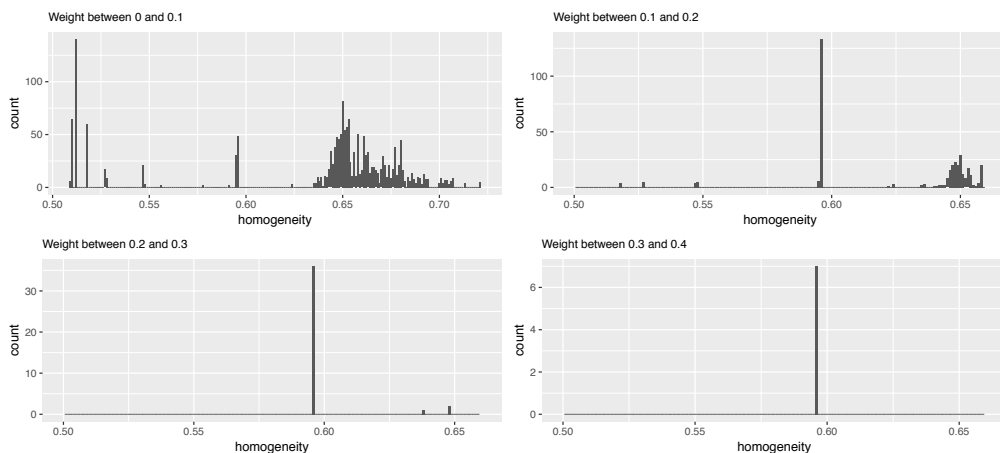 Weight between 0 and 0.1
count
100
50
0
0.50 0.55 0.60 0.65 0.70
homogeneity
Weight between 0.1 and 0.2
count
100
50
0
0.50 0.55 0.60 0.65
homogeneity
Weight between 0.2 and 0.3
count
30
20
10
0
0.50 0.55 0.60 0.65
homogeneity
Weight between 0.3 and 0.4
count
6
4
2
0
0.50 0.55 0.60 0.65
homogeneity